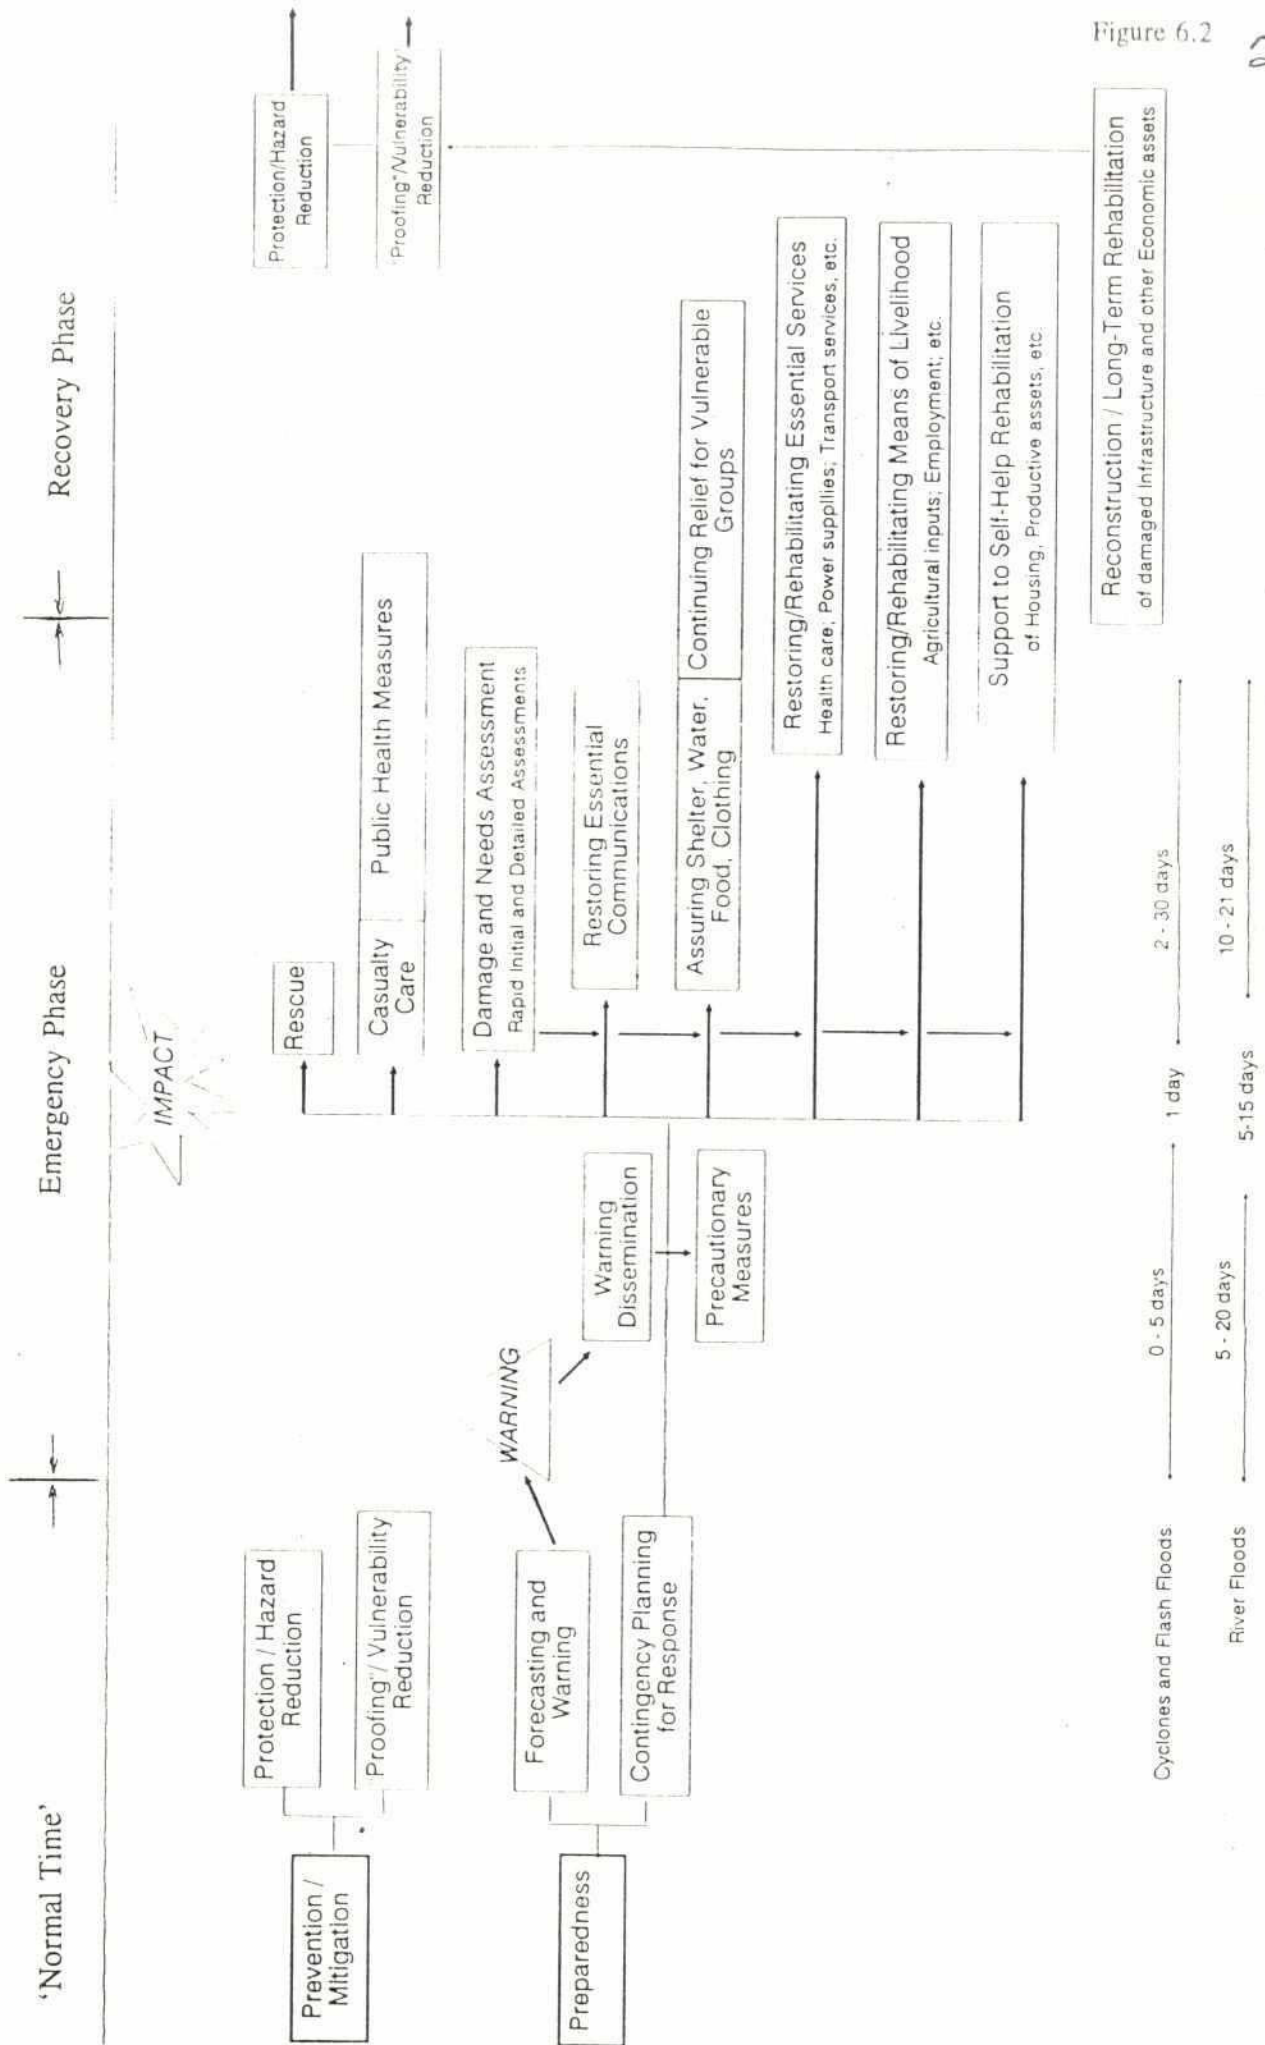 Figure 6.2
'Normal Time'
Emergency Phase
Recovery Phase
IMPACT
Prevention /
Mitigation
Protection / Hazard
Reduction
Proofing"/ Vulnerability
Reduction
Preparedness
Forecasting and
Warning
Contingency Planning
for Response
WARNING
Warning
Dissemination
Precautionary
Measures
Rescue
Casualty
Care
Public Health Measures
Damage and Needs Assessment
Rapid Initial and Detailed Assessments
Restoring Essential
Communications
Assuring Shelter, Water,
Food, Clothing
Continuing Relief for Vulnerable
Groups
Restoring/Rehabilitating Essential Services
Health care; Power supplies; Transport services, etc.
Restoring/Rehabilitating Means of Livelihood
Agricultural inputs; Employment; etc.
Support to Self-Help Rehabilitation
of Housing, Productive assets, etc
Reconstruction / Long-Term Rehabilitation
of damaged Infrastructure and other Economic assets
Protection/Hazard
Reduction
"Proofing"/Vulnerability
Reduction
Cyclones and Flash Floods
0 - 5 days
1 day
2 - 30 days
River Floods
5 - 20 days
5-15 days
10 - 21 days